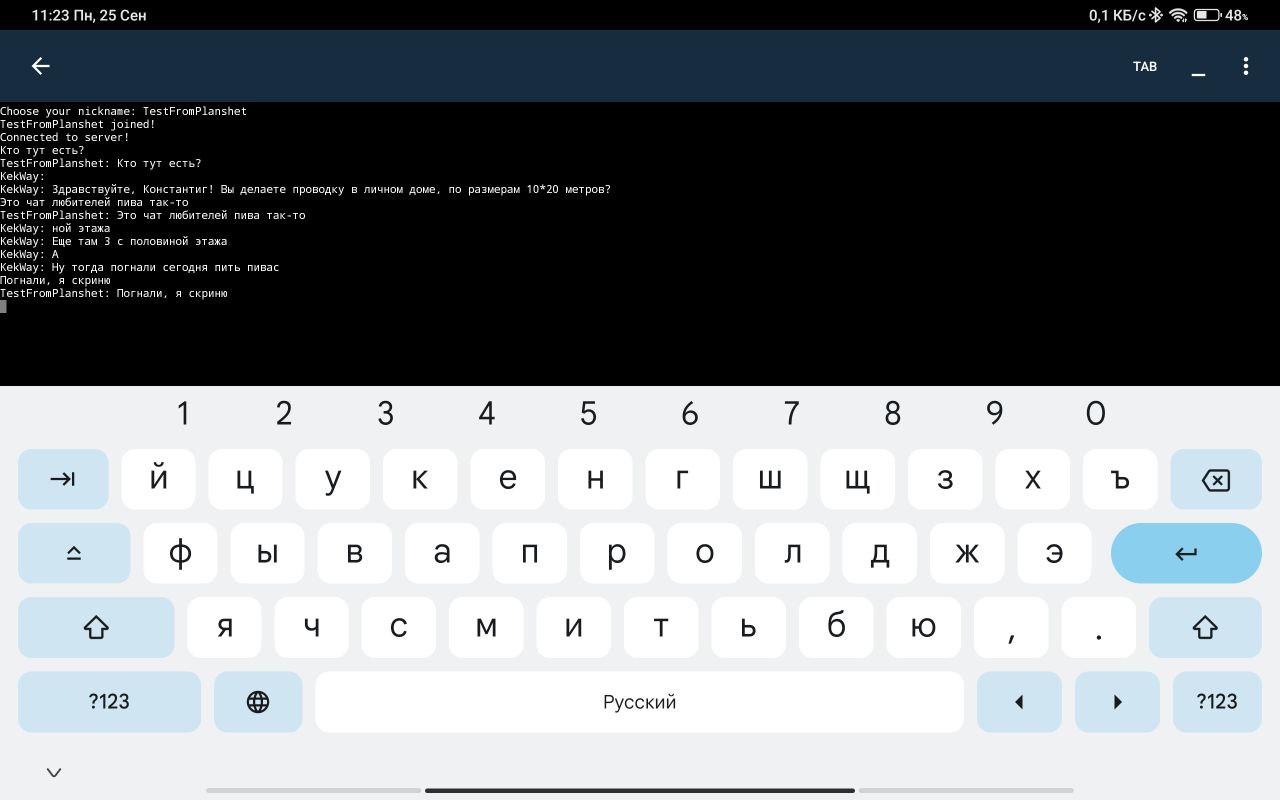 11:23 Пн, 25 Сен
0,1 КБ/с 48%
TAB
Choose your nickname: TestFromPlanshet
TestFromPlanshet joined!
Connected to server!
Кто тут есть?
TestFromPlanshet: Кто тут есть?
KekWay:
KekWay: Здравствуйте, Константиг! Вы делаете проводку в личном доме, по размерам 10*20 метров?
Это чат любителей пива так-то
TestFromPlanshet: Это чат любителей пива так-то
KekWay: ной этажа
KekWay: Еще там 3 с половиной этажа
KekWay: А
KekWay: Ну тогда погнали сегодня пить пивас
Погнали, я скриню
TestFromPlanshet: Погнали, я скриню
1 2 3 4 5 6 7 8 9 0
й ц у к е н г ш щ з х ъ
ф ы в а п р о л д ж э
я ч с м и т ь б ю , .
?123 Русский ?123